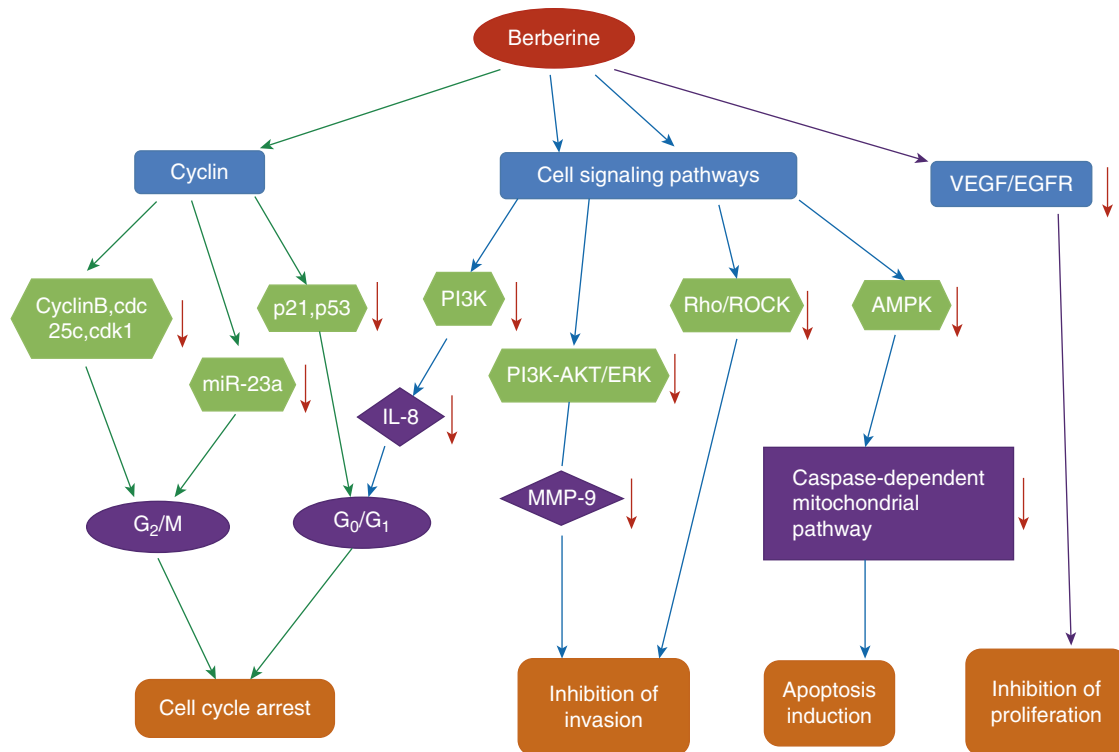 Berberine
Cyclin
Cell signaling pathways
VEGF/EGFR
CyclinB,cdc
25c,cdk1
p21,p53
PI3K
Rho/ROCK
AMPK
miR-23a
PI3K-AKT/ERK
IL-8
Caspase-dependent
mitochondrial
pathway
MMP-9
G₂/M
G₀/G₁
Cell cycle arrest
Inhibition of
invasion
Apoptosis
induction
Inhibition of
proliferation